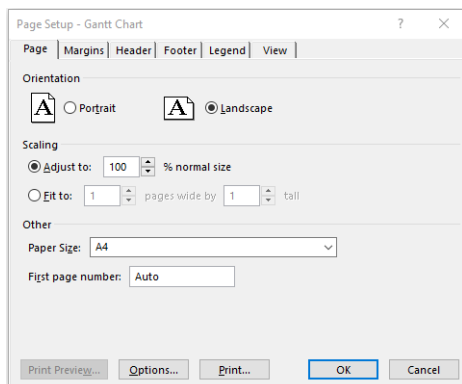 Page Setup - Gantt Chart ? ×
Page Margins Header Footer Legend View
Orientation
A Portrait A Landscape
Scaling
Adjust to: 100 % normal size
Fit to: 1 pages wide by 1 tall
Other
Paper Size: A4
First page number: Auto
Print Preview... Options... Print... OK Cancel